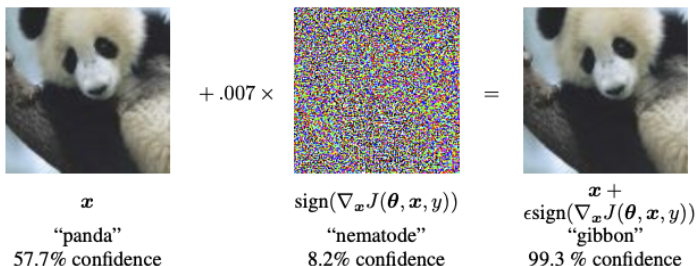 + .007 ×
=
x
sign(∇ₓJ(θ, x, y))
x +
ϵsign(∇ₓJ(θ, x, y))
“panda”
“nematode”
“gibbon”
57.7% confidence
8.2% confidence
99.3 % confidence